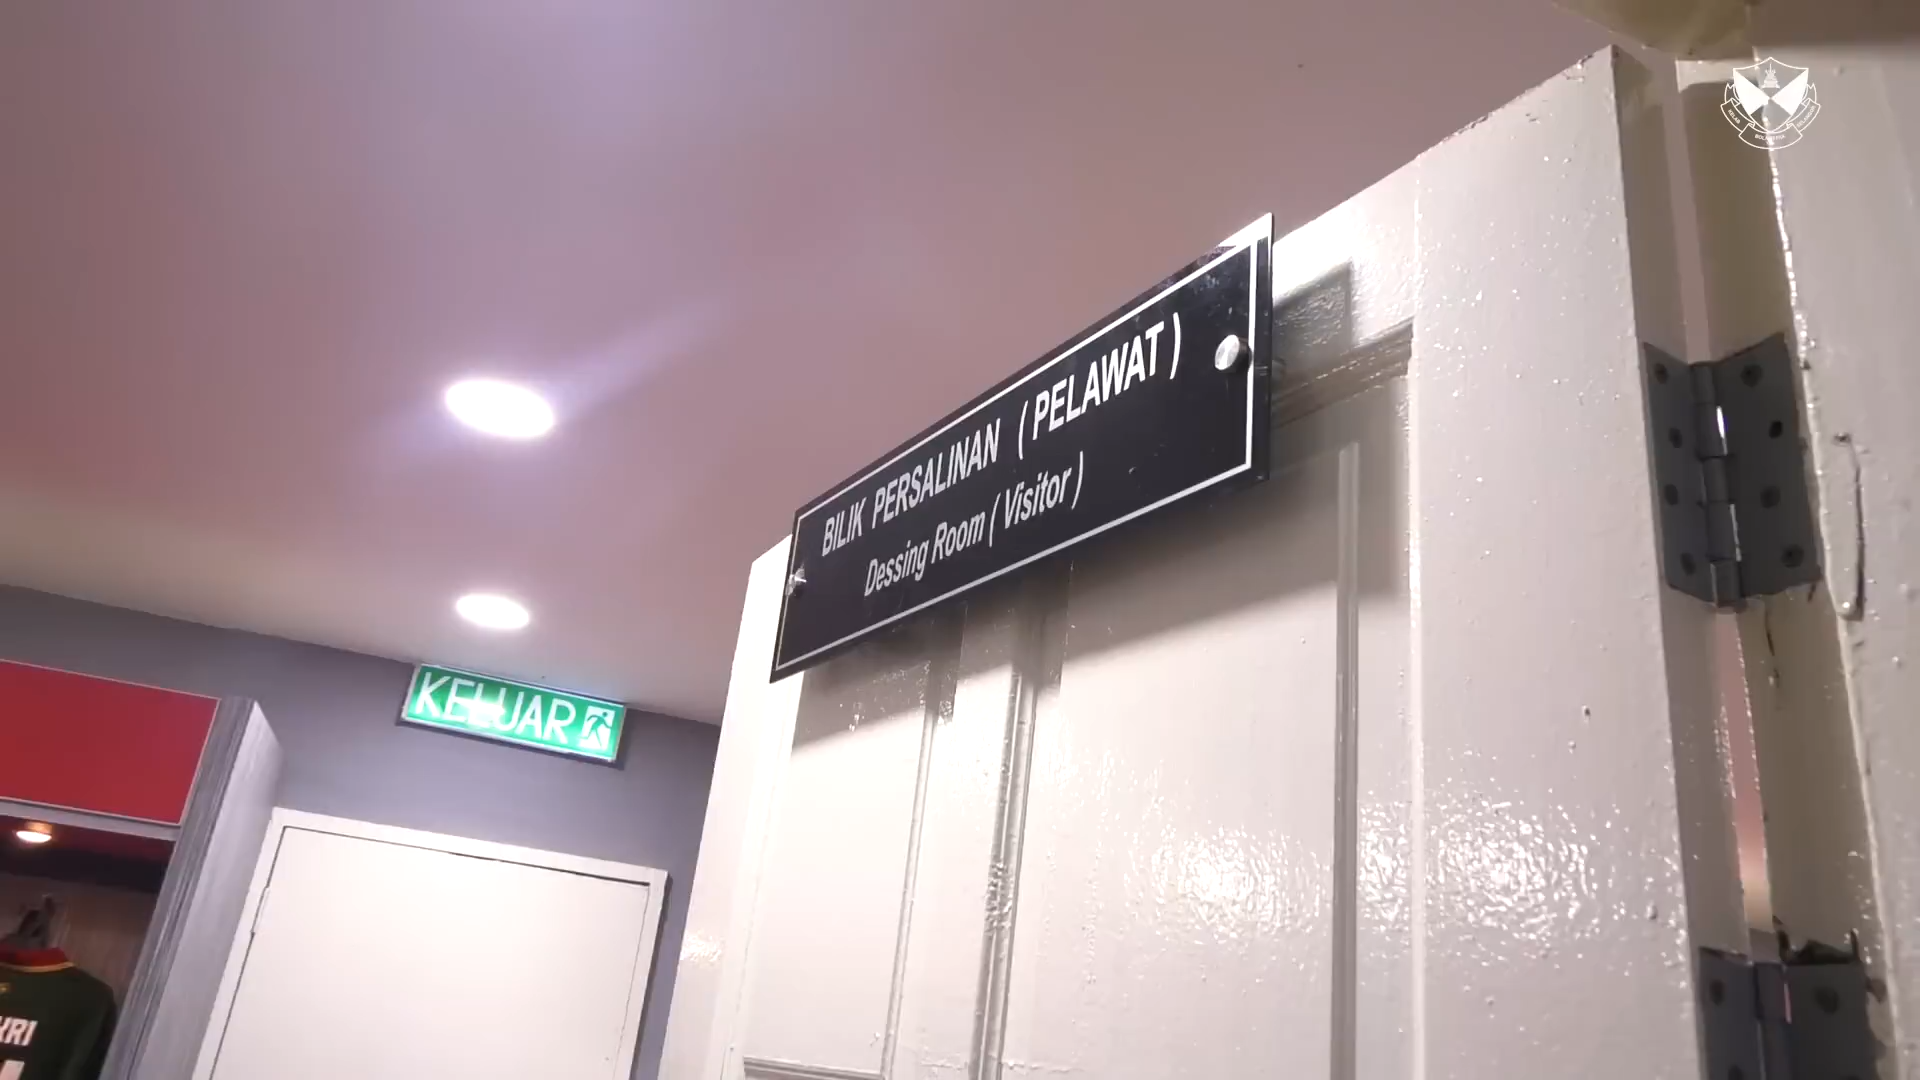 BILIK PERSALINAN (PELAWAT)
Dessing Room (Visitor)
KELUAR